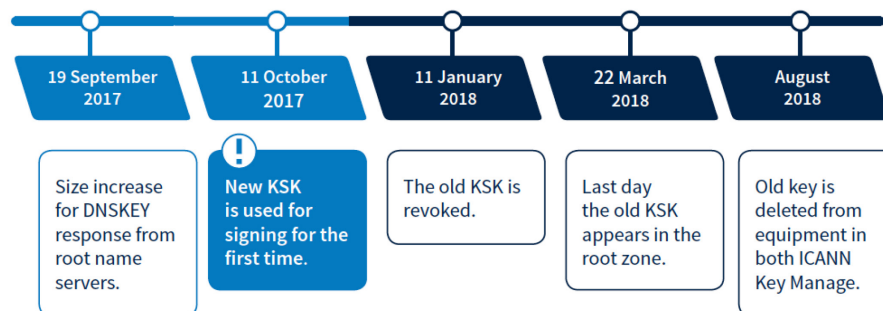 19 September
2017
11 October
2017
11 January
2018
22 March
2018
August
2018
Size increase
for DNSKEY
response from
root name
servers.
!
New KSK
is used for
signing for the
first time.
The old KSK is
revoked.
Last day
the old KSK
appears in the
root zone.
Old key is
deleted from
equipment in
both ICANN
Key Manage.